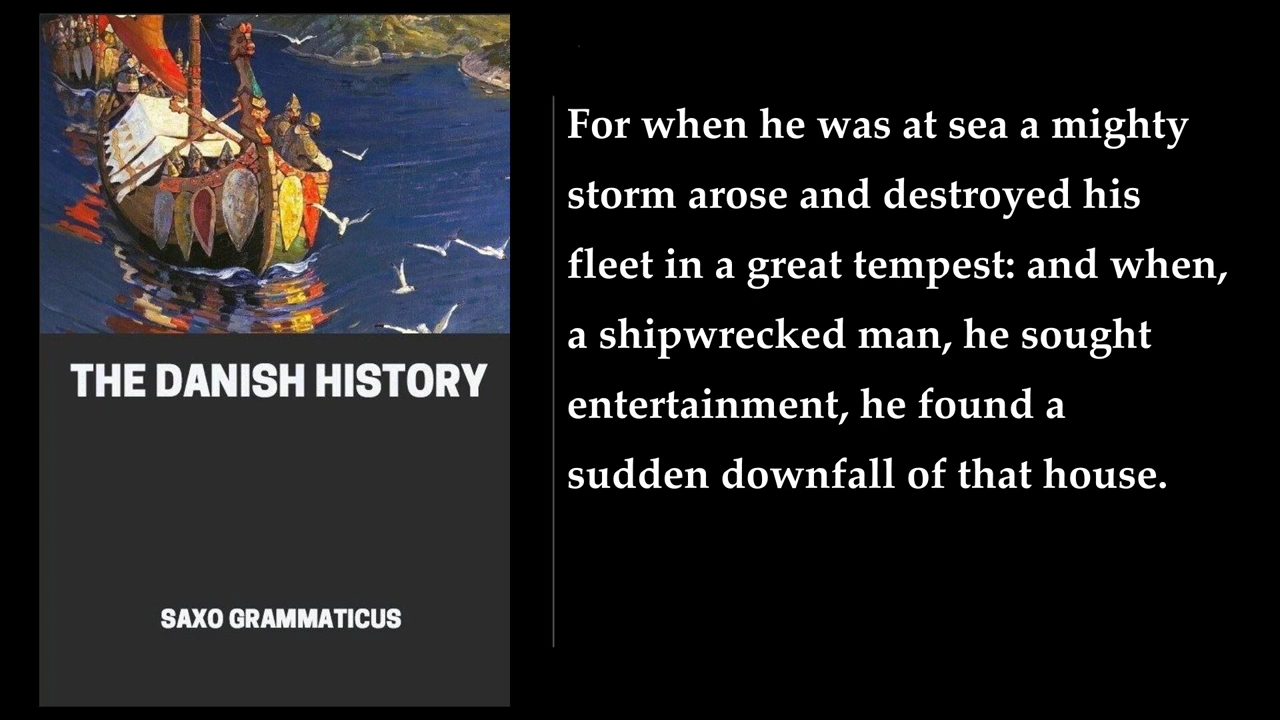 THE DANISH HISTORY
SAXO GRAMMATICUS
For when he was at sea a mighty
storm arose and destroyed his
fleet in a great tempest: and when,
a shipwrecked man, he sought
entertainment, he found a
sudden downfall of that house.